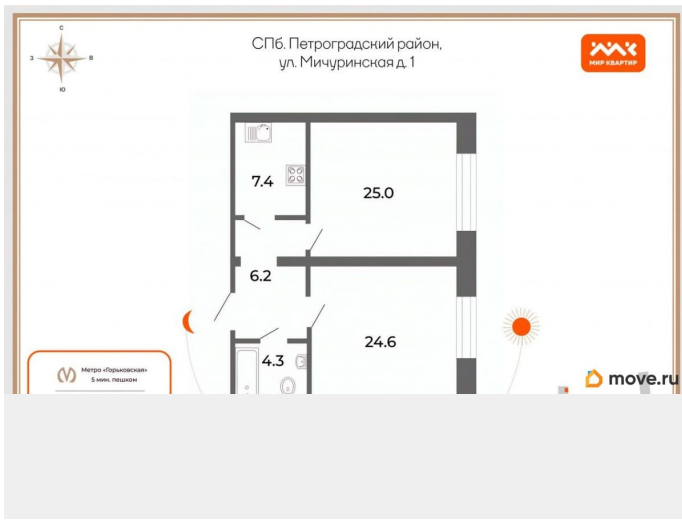 СПб. Петроградский район,
ул. Мичуринская д. 1
МИР КВАРТИР
С
З
В
Ю
7.4
25.0
6.2
24.6
4.3
Метро «Горьковская»
5 мин. пешком
move.ru